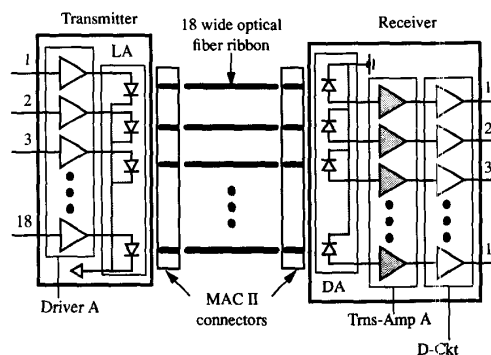 Transmitter
18 wide optical
fiber ribbon
Receiver
LA
1
2
3
18
1
2
3
1
MAC II
connectors
DA
Driver A
Trns-Amp A
D-Ckt